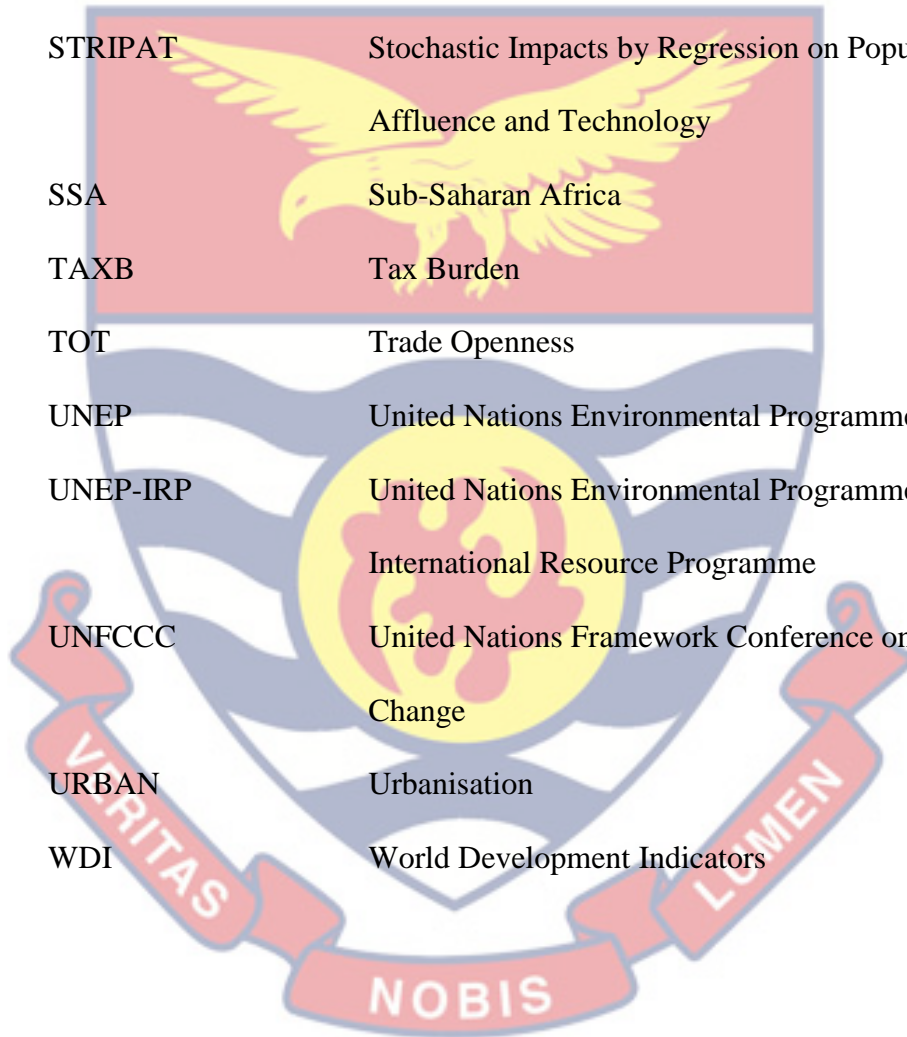 STRIPAT Stochastic Impacts by Regression on Popu
Affluence and Technology
SSA Sub-Saharan Africa
TAXB Tax Burden
TOT Trade Openness
UNEP United Nations Environmental Programme
UNEP-IRP United Nations Environmental Programme
International Resource Programme
UNFCCC United Nations Framework Conference on
Change
URBAN Urbanisation
WDI World Development Indicators
VERITAS NOBIS LUMEN